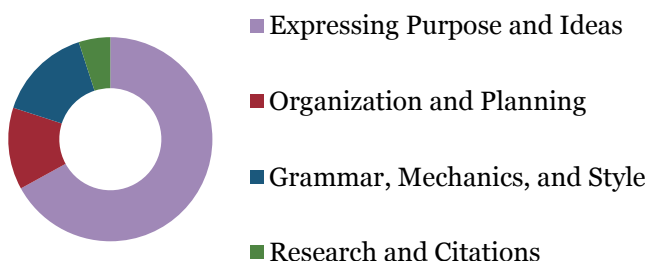 Expressing Purpose and Ideas
Organization and Planning
Grammar, Mechanics, and Style
Research and Citations